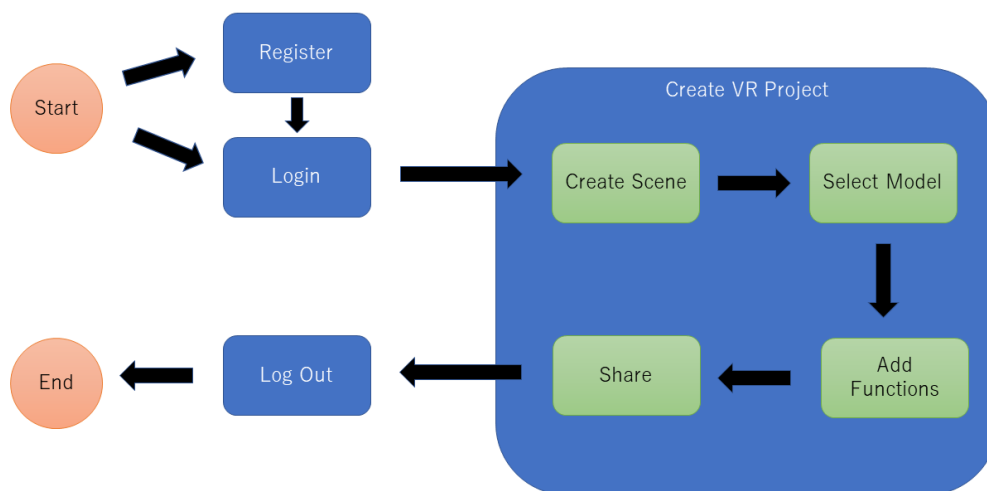 Register
Start
Login
Create VR Project
Create Scene
Select Model
Add
Functions
Share
Log Out
End